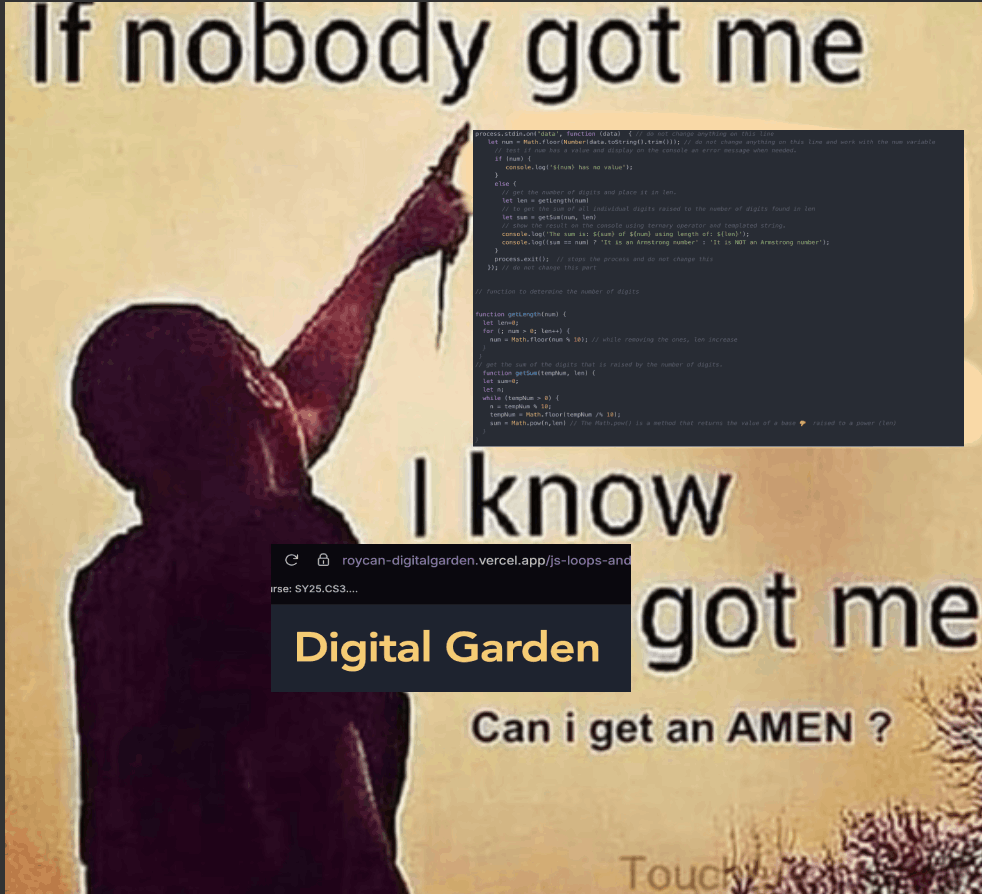 If nobody got me
process.stdin.on('data', function (data) { // do not change anything on this line
let num = Math.floor(Number(data.toString().trim())); // do not change anything on this line and work with the num variable
// test if num has a value and display on the console an error message when needed.
if (num) {
console.log('${num} has no value');
}
else {
// get the number of digits and place it in len.
let len = getLength(num)
// to get the sum of all individual digits raised to the number of digits found in len
let sum = getSum(num, len)
// show the result on the console using ternary operator and templated string.
console.log('The sum is: ${sum} of ${num} using length of: ${len}');
console.log((sum == num) ? 'It is an Armstrong number' : 'It is NOT an Armstrong number');
}
process.exit(); // stops the process and do not change this
}); // do not change this part
// function to determine the number of digits
function getLength(num) {
let len=0;
for (; num > 0; len++) {
num = Math.floor(num % 10); // while removing the ones, len increase
}
}
// get the sum of the digits that is raised by the number of digits.
function getSum(tempNum, len) {
let sum=0;
let n;
while (tempNum > 0) {
n = tempNum % 10;
tempNum = Math.floor(tempNum /% 10);
sum = Math.pow(n,len) // The Math.pow() is a method that returns the value of a base raised to a power (len)
}
}
I know
roycan-digitalgarden.vercel.app/js-loops-and
urse: SY25.CS3....
Digital Garden
got me
Can i get an AMEN ?
Touch